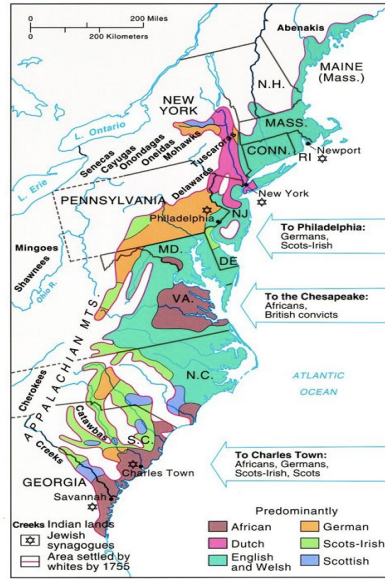 0 200 Miles
0 200 Kilometers
Abenakis
MAINE
(Mass.)
N.H.
NEW
YORK
MASS.
L. Ontario
Senecas
Cayugas
Onondagas
Oneidas
Mohawks
Tuscaroras
CONN.
RI
Newport
L. Erie
Delawares
New York
PENNSYLVANIA
Philadelphia
NJ
To Philadelphia:
Germans,
Scots-Irish
Mingoes
Shawnees
Ohio R.
MD.
DE
To the Chesapeake:
Africans,
British convicts
VA.
APPALACHIAN MTS
N.C.
ATLANTIC
OCEAN
Cherokees
Catawbas
S.C.
Creeks
Charles Town
To Charles Town:
Africans, Germans,
Scots-Irish, Scots
GEORGIA
Savannah
Creeks Indian lands
Jewish
synagogues
Area settled by
whites by 1755
Predominantly
African
German
Dutch
Scots-Irish
English
and Welsh
Scottish